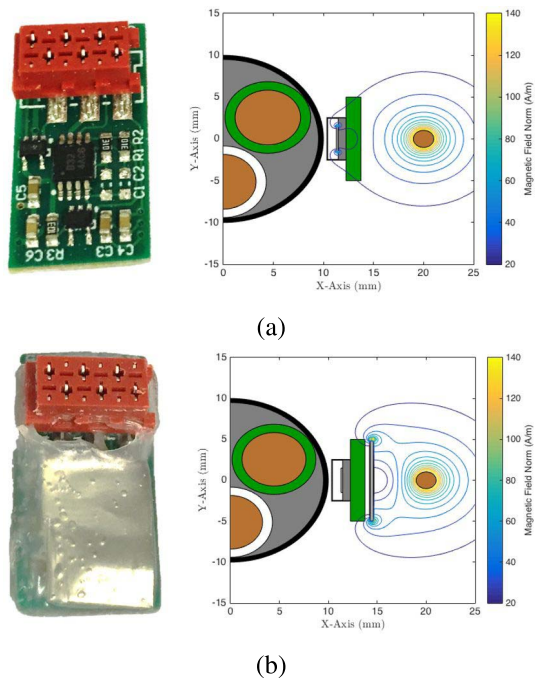 R1 R2
C1 C2
C5
R3 C6
C4 C3
15
10
5
0
-5
-10
-15
Y-Axis (mm)
0 5 10 15 20 25
X-Axis (mm)
140
120
100
80
60
40
20
Magnetic Field Norm (A/m)
(a)
15
10
5
0
-5
-10
-15
Y-Axis (mm)
0 5 10 15 20 25
X-Axis (mm)
140
120
100
80
60
40
20
Magnetic Field Norm (A/m)
(b)